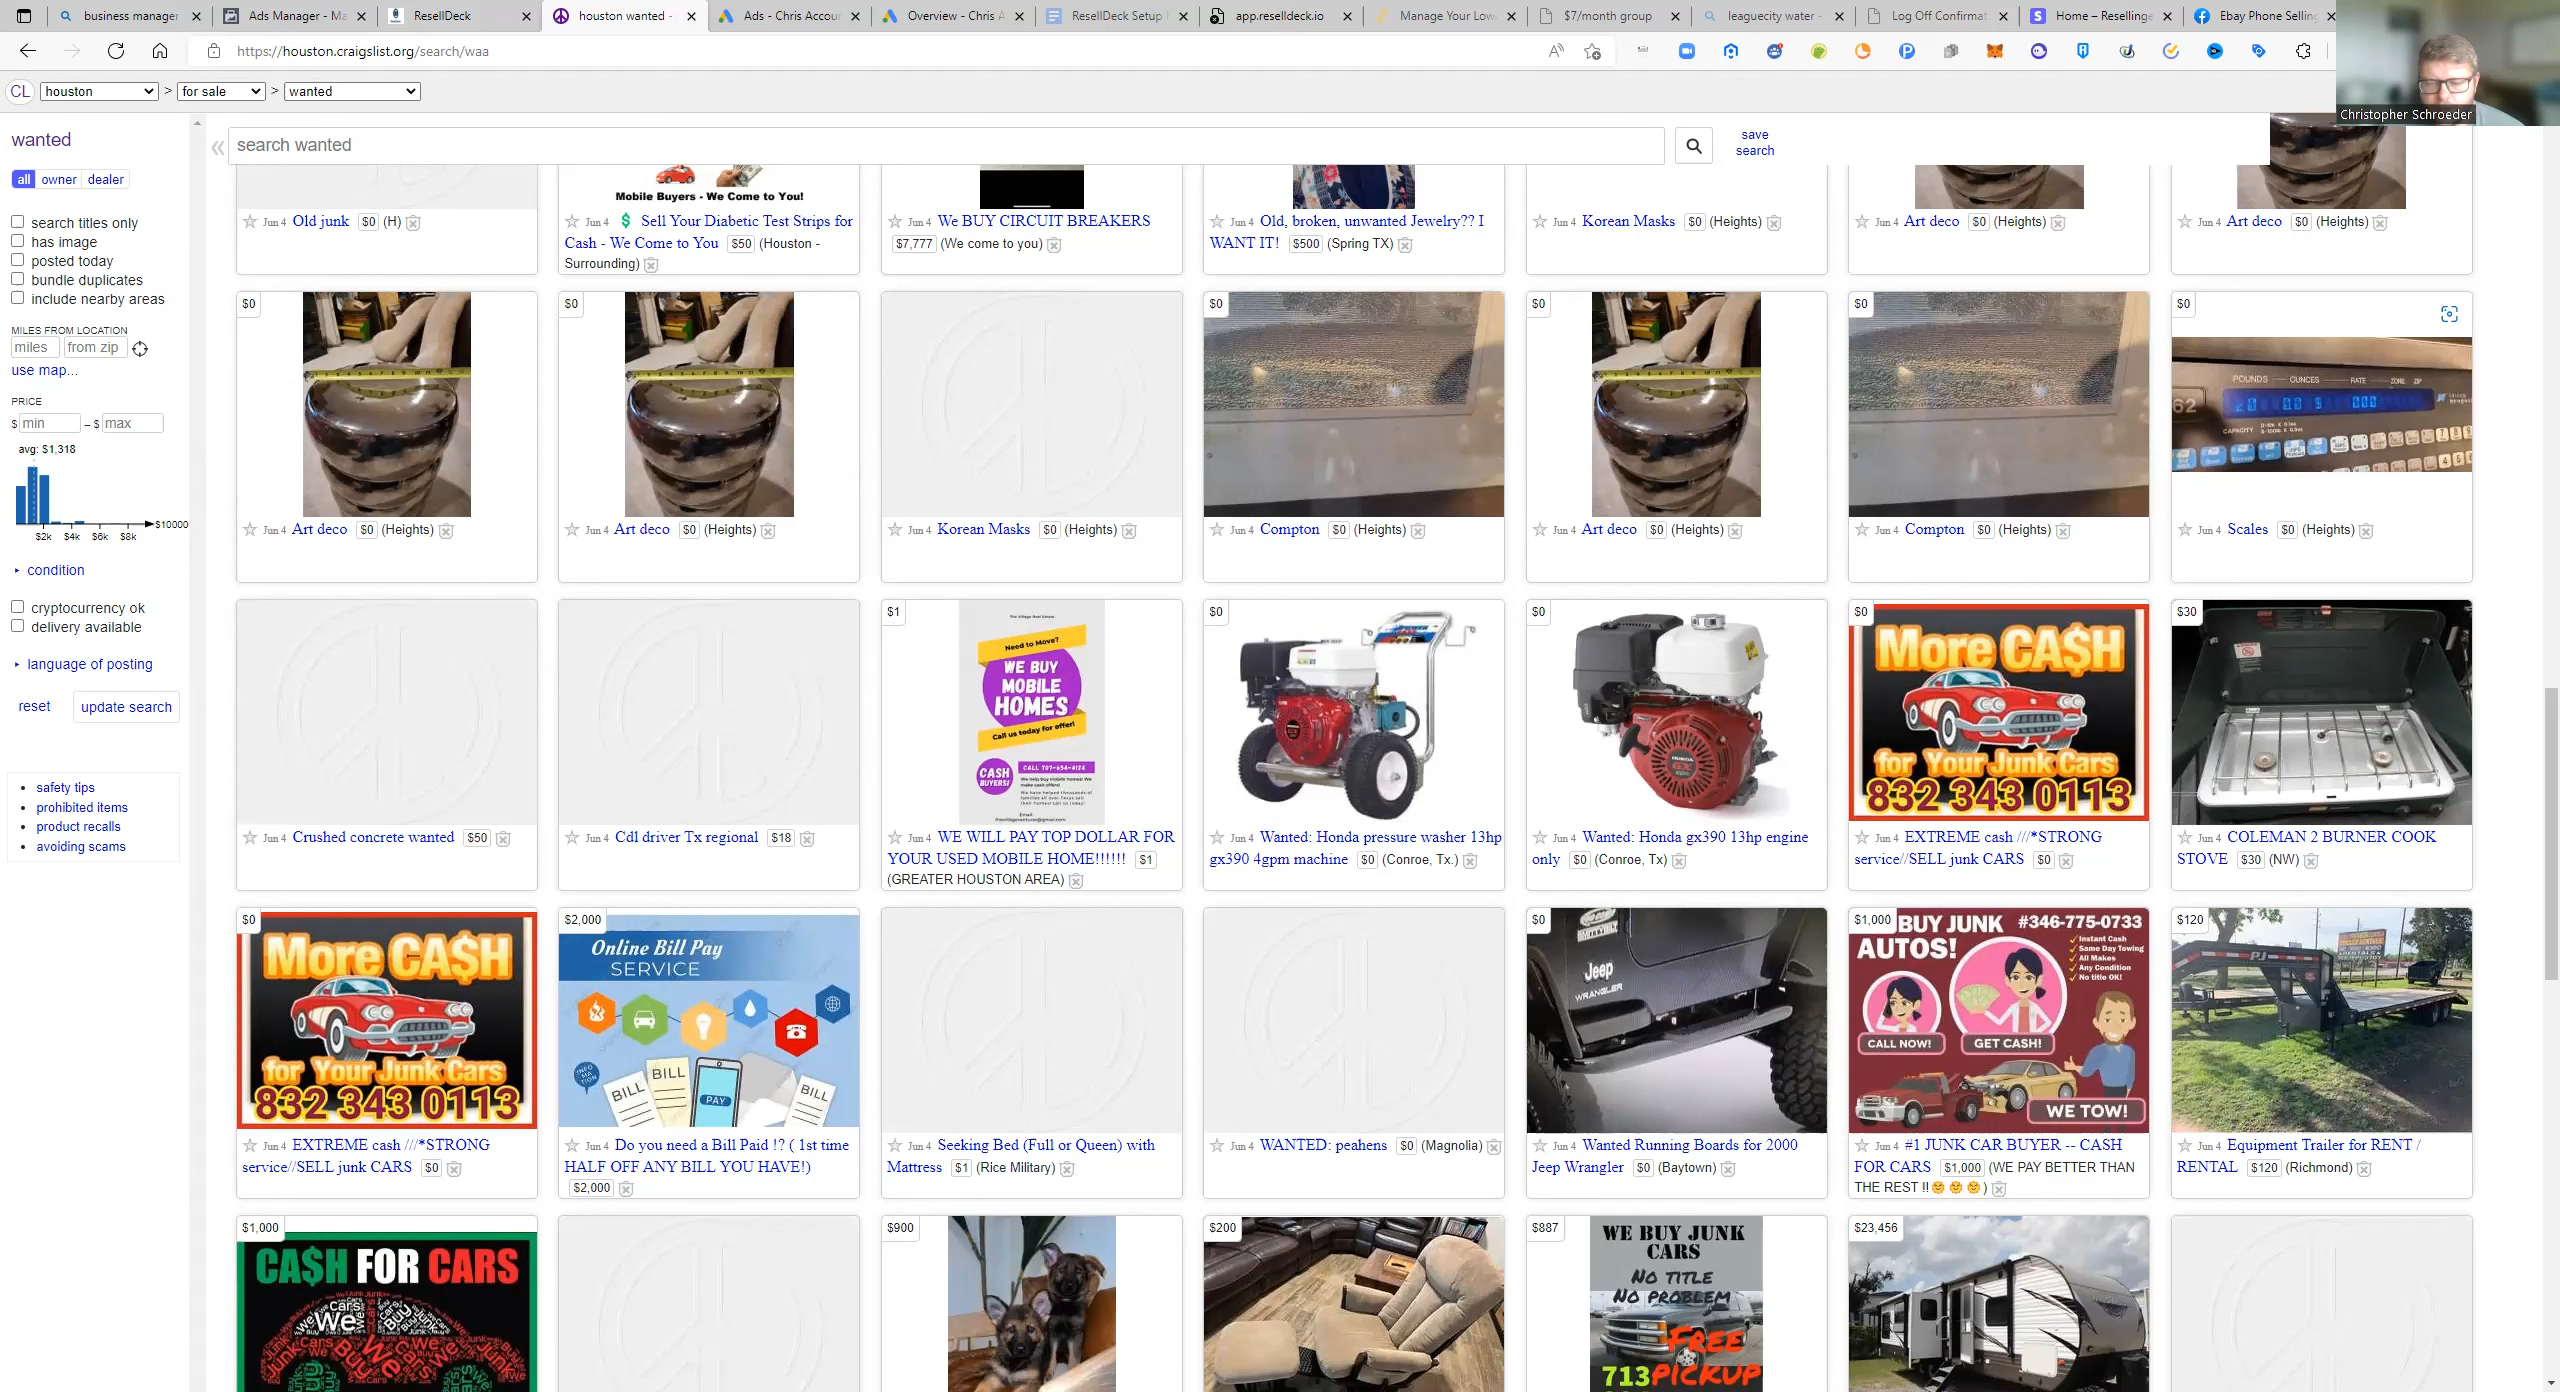 business manager
Ads Manager - Ma
ResellDeck
houston wanted -
Ads - Chris Accou
Overview - Chris A
ResellDeck Setup F
app.reselldeck.io
Manage Your Low
$7/month group
leaguecity water -
Log Off Confirmat
Home – Reselling
Ebay Phone Selling
https://houston.craigslist.org/search/waa
Christopher Schroeder
CL houston > for sale > wanted
wanted
all owner dealer
search titles only
has image
posted today
bundle duplicates
include nearby areas
MILES FROM LOCATION
miles from zip
use map...
PRICE
$ min – $ max
avg: $1,318
$10000
$2k $4k $6k $8k
condition
cryptocurrency ok
delivery available
language of posting
reset update search
safety tips
prohibited items
product recalls
avoiding scams
search wanted
save
search
Jun 4 Old junk $0 (H)
Mobile Buyers - We Come to You!
Jun 4 $ Sell Your Diabetic Test Strips for
Cash - We Come to You $50 (Houston -
Surrounding)
Jun 4 We BUY CIRCUIT BREAKERS
$7,777 (We come to you)
Jun 4 Old, broken, unwanted Jewelry?? I
WANT IT! $500 (Spring TX)
Jun 4 Korean Masks $0 (Heights)
Jun 4 Art deco $0 (Heights)
Jun 4 Art deco $0 (Heights)
$0
Jun 4 Art deco $0 (Heights)
$0
Jun 4 Art deco $0 (Heights)
Jun 4 Korean Masks $0 (Heights)
$0
Jun 4 Compton $0 (Heights)
$0
Jun 4 Art deco $0 (Heights)
$0
Jun 4 Compton $0 (Heights)
$0
POUNDS OUNCES RATE ZONE ZIP
62
CAPACITY
Jun 4 Scales $0 (Heights)
Jun 4 Crushed concrete wanted $50
Jun 4 Cdl driver Tx regional $18
$1
Need to Move?
WE BUY
MOBILE
HOMES
Call us today for offer!
CASH
BUYERS!
CALL 707-654-4124
Jun 4 WE WILL PAY TOP DOLLAR FOR
YOUR USED MOBILE HOME!!!!!! $1
(GREATER HOUSTON AREA)
$0
Jun 4 Wanted: Honda pressure washer 13hp
gx390 4gpm machine $0 (Conroe, Tx.)
$0
HONDA
GX
Jun 4 Wanted: Honda gx390 13hp engine
only $0 (Conroe, Tx)
$0
More CA$H
for Your Junk Cars
832 343 0113
Jun 4 EXTREME cash ///*STRONG
service//SELL junk CARS $0
$30
Jun 4 COLEMAN 2 BURNER COOK
STOVE $30 (NW)
$0
More CA$H
for Your Junk Cars
832 343 0113
Jun 4 EXTREME cash ///*STRONG
service//SELL junk CARS $0
$2,000
Online Bill Pay
SERVICE
BILL BILL PAY BILL
Jun 4 Do you need a Bill Paid !? ( 1st time
HALF OFF ANY BILL YOU HAVE!)
$2,000
Jun 4 Seeking Bed (Full or Queen) with
Mattress $1 (Rice Military)
Jun 4 WANTED: peahens $0 (Magnolia)
$0
SMITTYBILT
Jeep
WRANGLER
Jun 4 Wanted Running Boards for 2000
Jeep Wrangler $0 (Baytown)
$1,000
BUY JUNK #346-775-0733
AUTOS!
Instant Cash
Same Day Towing
All Makes
Any Condition
No title OK!
CALL NOW!
GET CASH!
WE TOW!
Jun 4 #1 JUNK CAR BUYER -- CASH
FOR CARS $1,000 (WE PAY BETTER THAN
THE REST !!🤗🤗🤗)
$120
PJ
Jun 4 Equipment Trailer for RENT /
RENTAL $120 (Richmond)
$1,000
CA$H FOR CARS
$900
$200
$887
WE BUY JUNK
CARS
NO TITLE
NO PROBLEM
FREE
713 PICKUP
$23,456